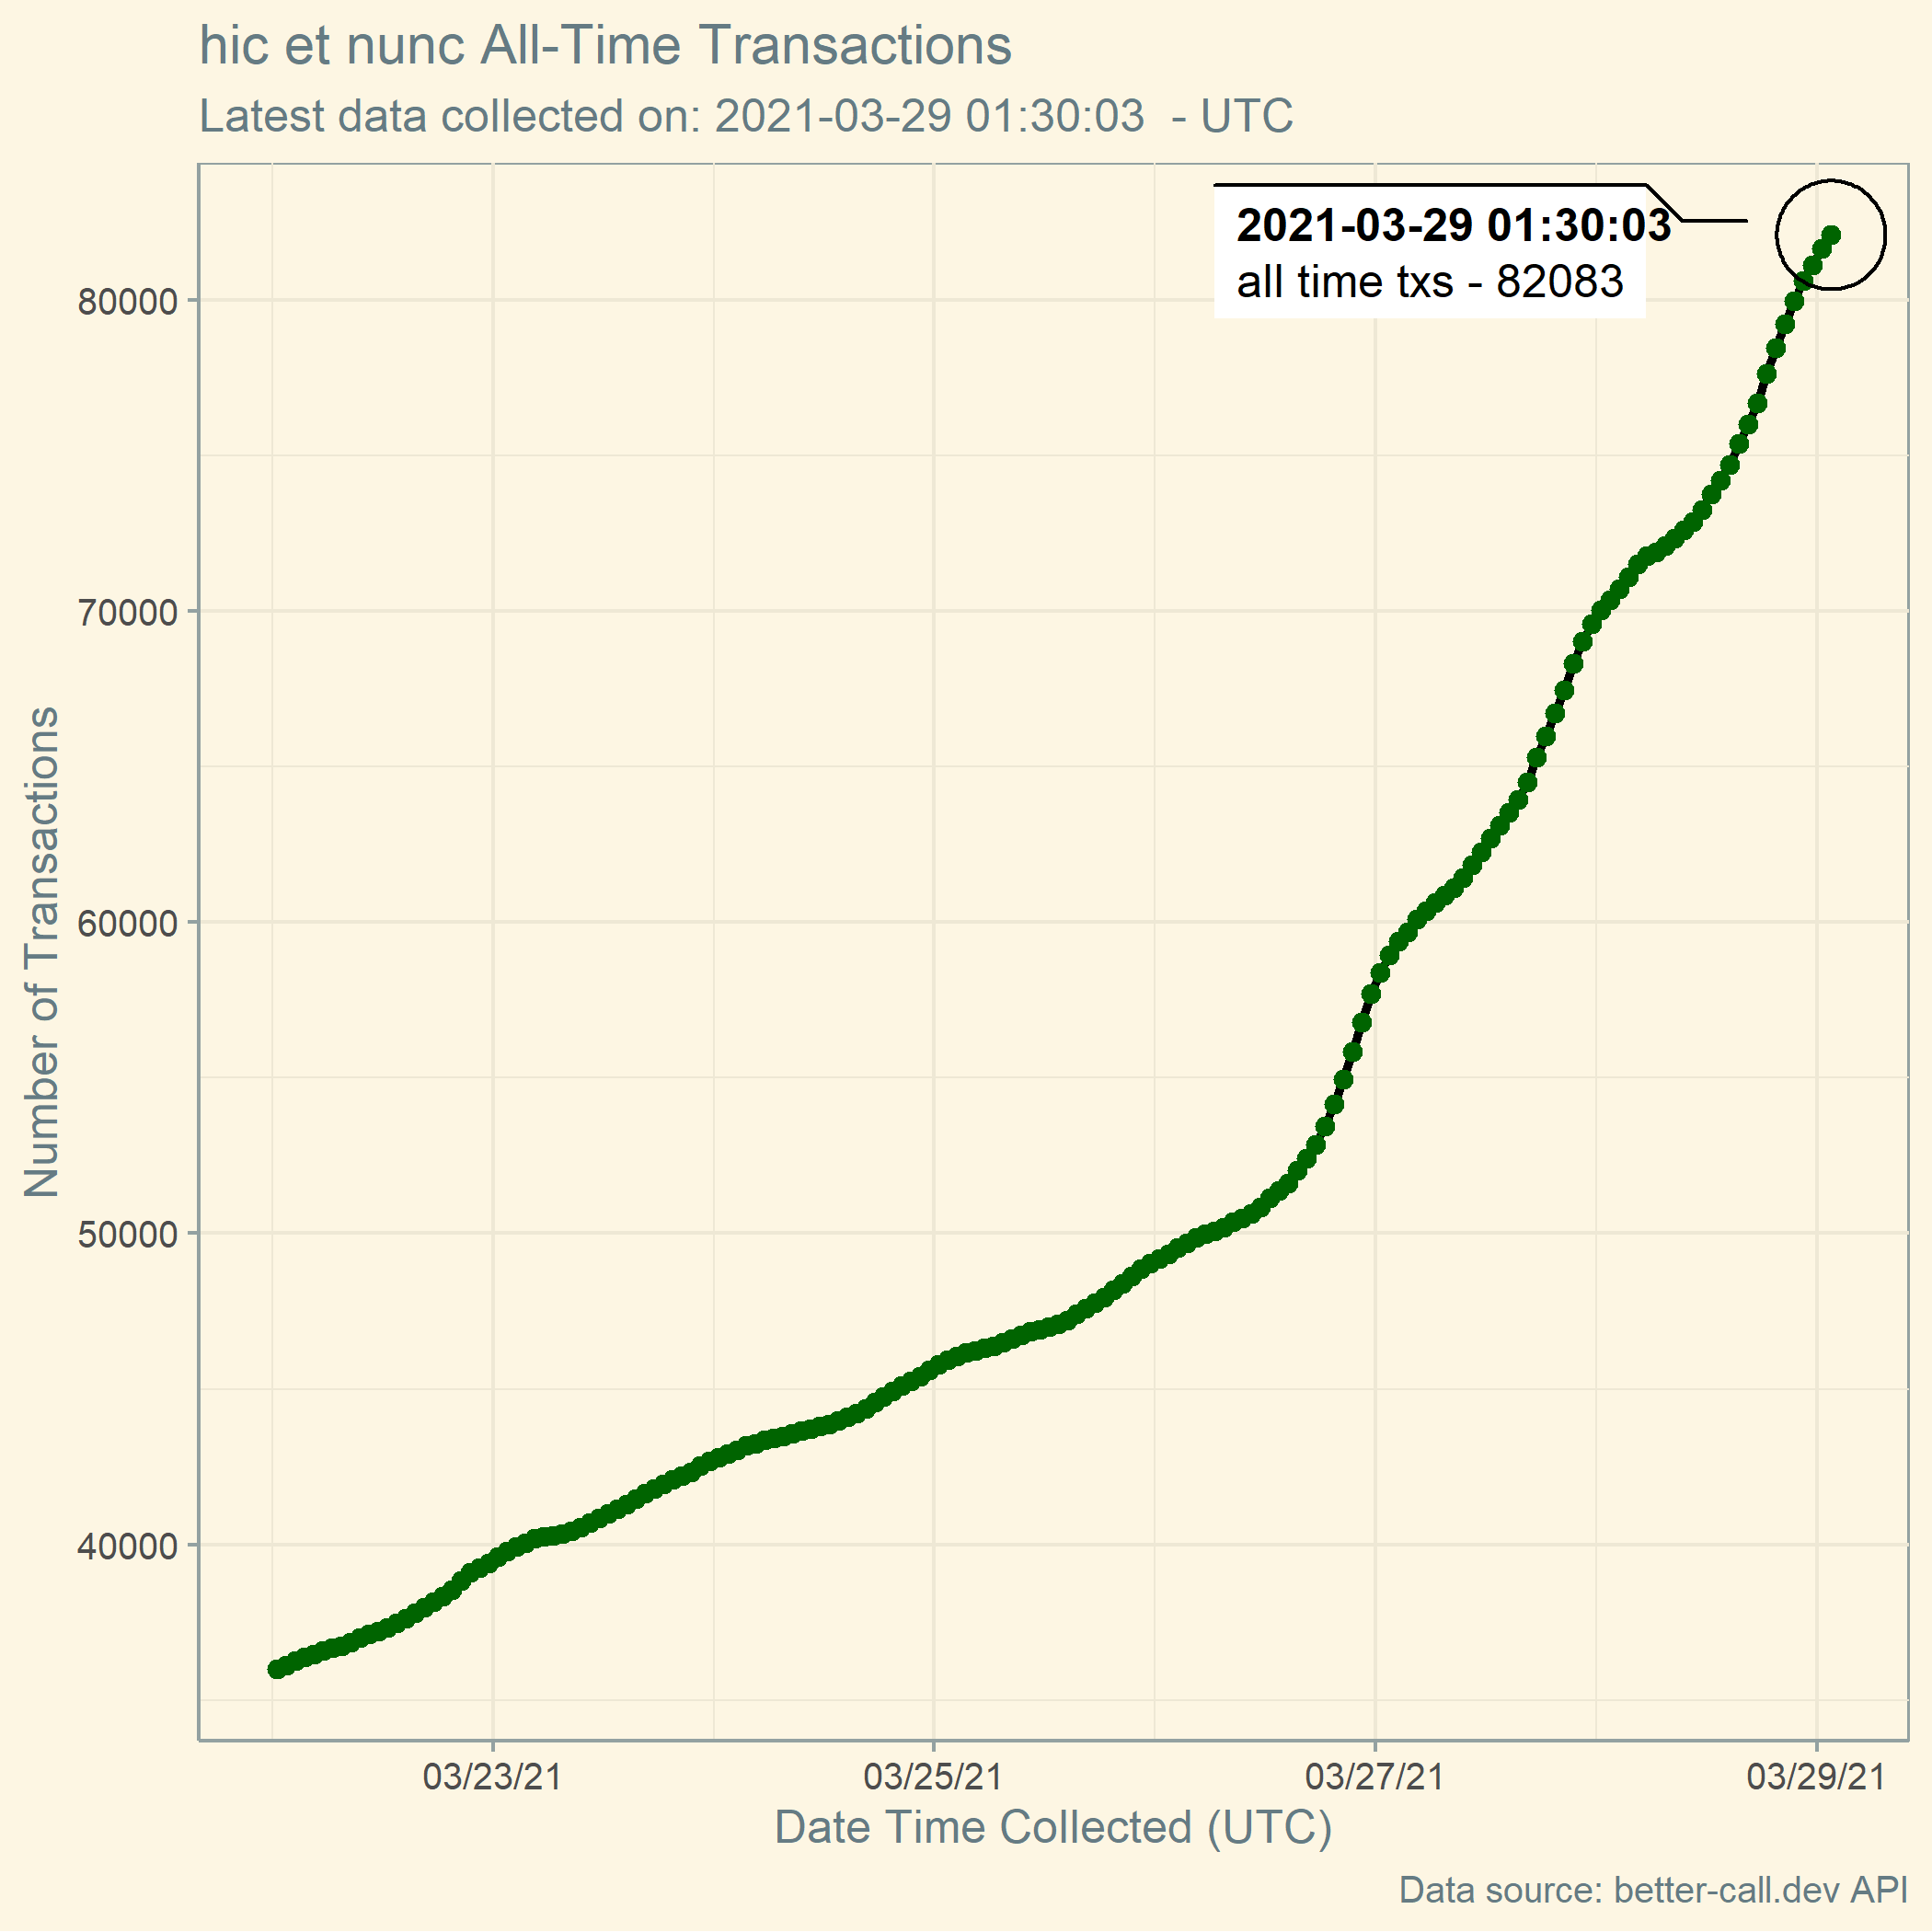 hic et nunc All-Time Transactions
Latest data collected on: 2021-03-29 01:30:03  - UTC
2021-03-29 01:30:03
all time txs - 82083
Number of Transactions
80000
70000
60000
50000
40000
03/23/21
03/25/21
03/27/21
03/29/21
Date Time Collected (UTC)
Data source: better-call.dev API